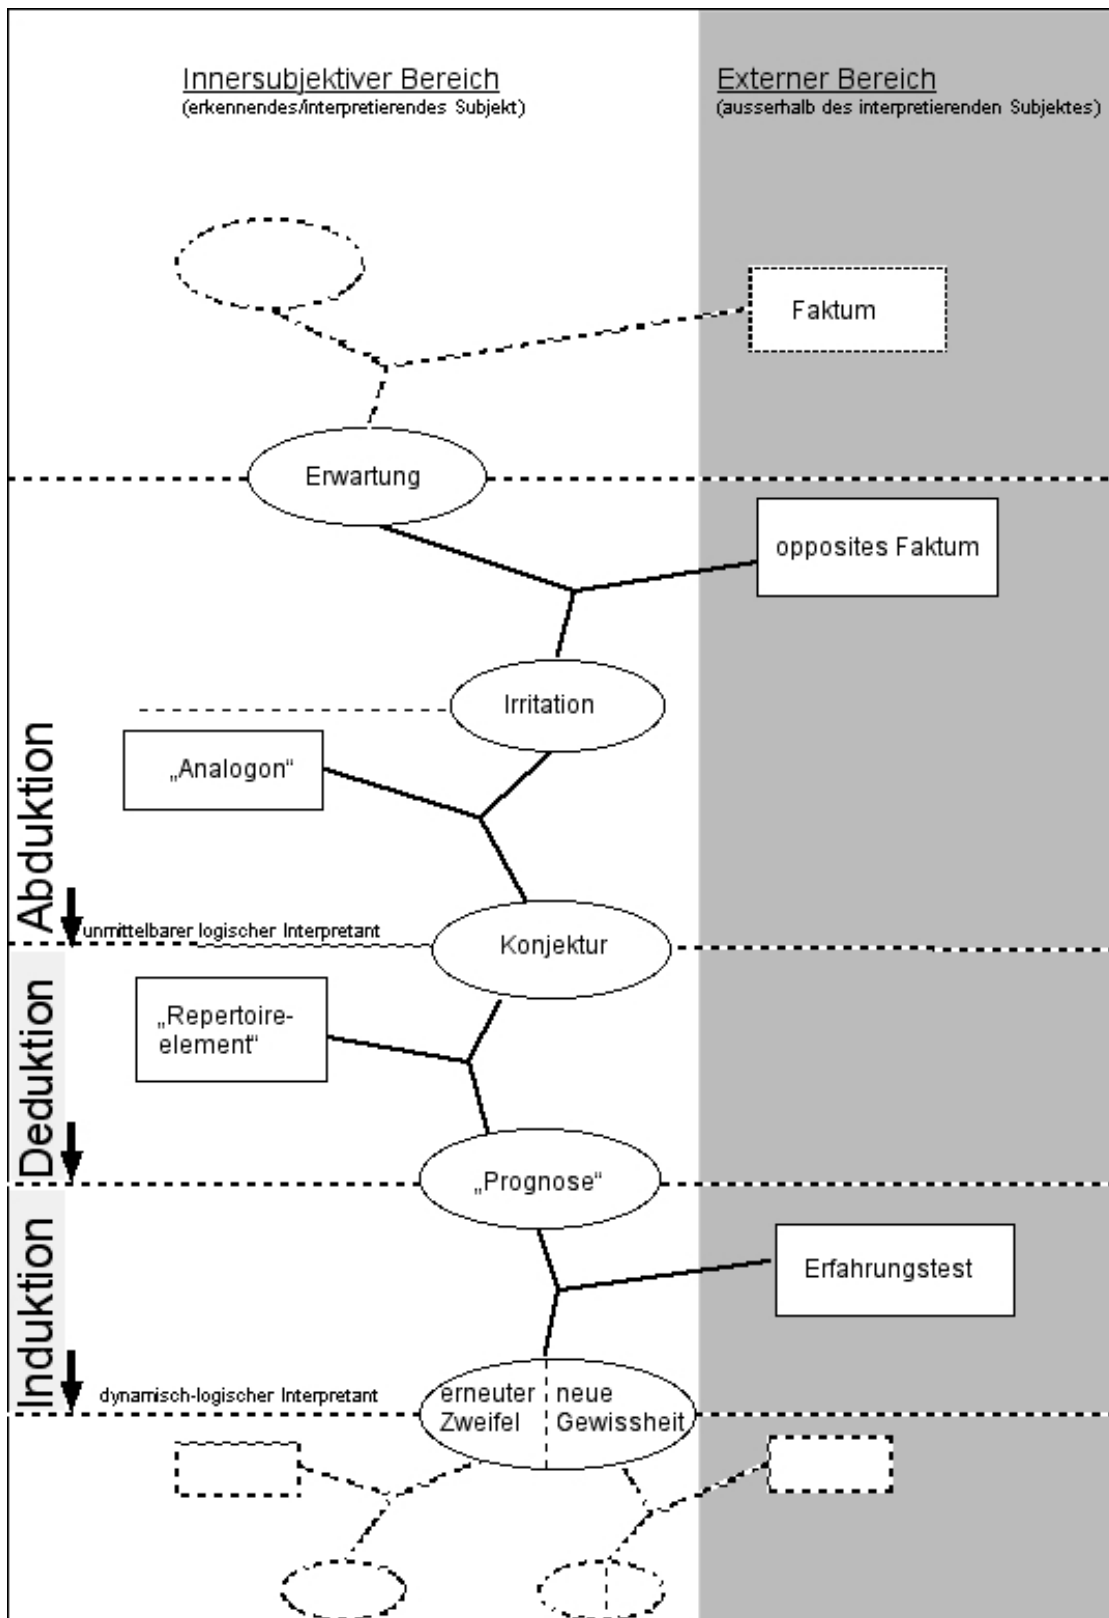 Innersubjektiver Bereich
(erkennendes/interpretierendes Subjekt)
Externer Bereich
(ausserhalb des interpretierenden Subjektes)
Faktum
Erwartung
opposites Faktum
Irritation
„Analogon“
Abduktion
unmittelbarer logischer Interpretant
Konjektur
„Repertoire-
element“
Deduktion
„Prognose“
Erfahrungstest
Induktion
dynamisch-logischer Interpretant
erneuter
Zweifel
neue
Gewissheit